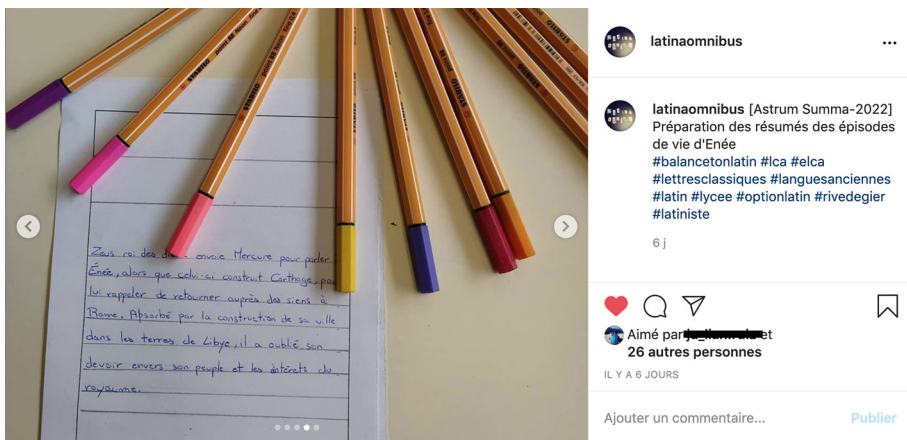 STABILO
STABILO point 88
STABILO
STABILO
Zeus roi des envoie Mercure pour parler
Énée, alors que celui-ci construit Carthage,
lui rappeler de retourner auprès des siens à
Rome. Absorbé par la construction de sa ville
dans les terres de Libye, il a oublié son
devoir envers son peuple et les intérêts du
royaume.
latinaomnibus
latinaomnibus [Astrum Summa-2022]
Préparation des résumés des épisodes
de vie d'Enée
#balancetonlatin #lca #elca
#lettresclassiques #languesanciennes
#latin #lycee #optionlatin #rivedegier
#latiniste
6 j
Aimé par et
26 autres personnes
IL Y A 6 JOURS
Ajouter un commentaire... Publier